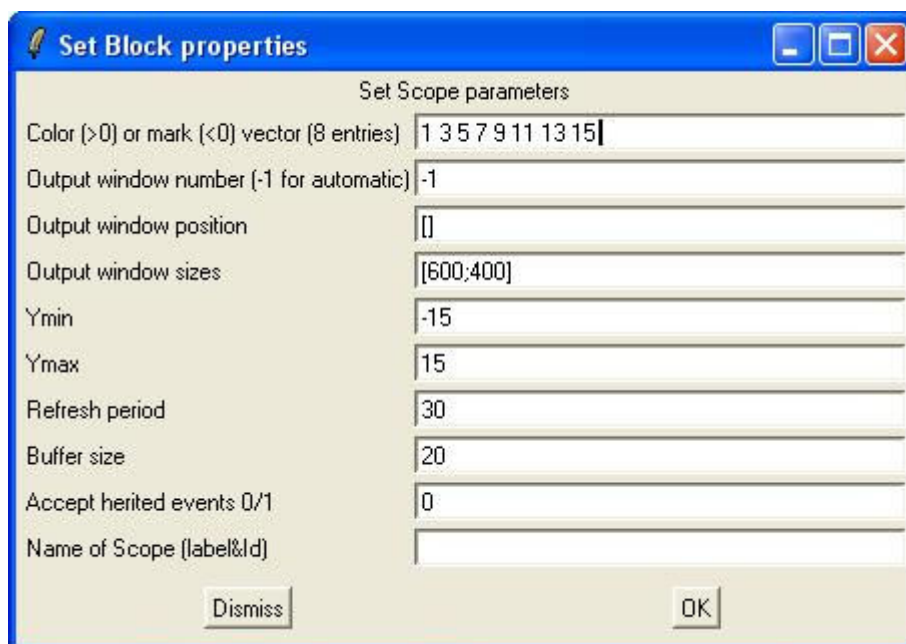 Set Block properties
Set Scope parameters
Color (>0) or mark (<0) vector (8 entries) 1 3 5 7 9 11 13 15
Output window number (-1 for automatic) -1
Output window position []
Output window sizes [600;400]
Ymin -15
Ymax 15
Refresh period 30
Buffer size 20
Accept herited events 0/1 0
Name of Scope (label&Id)
Dismiss OK